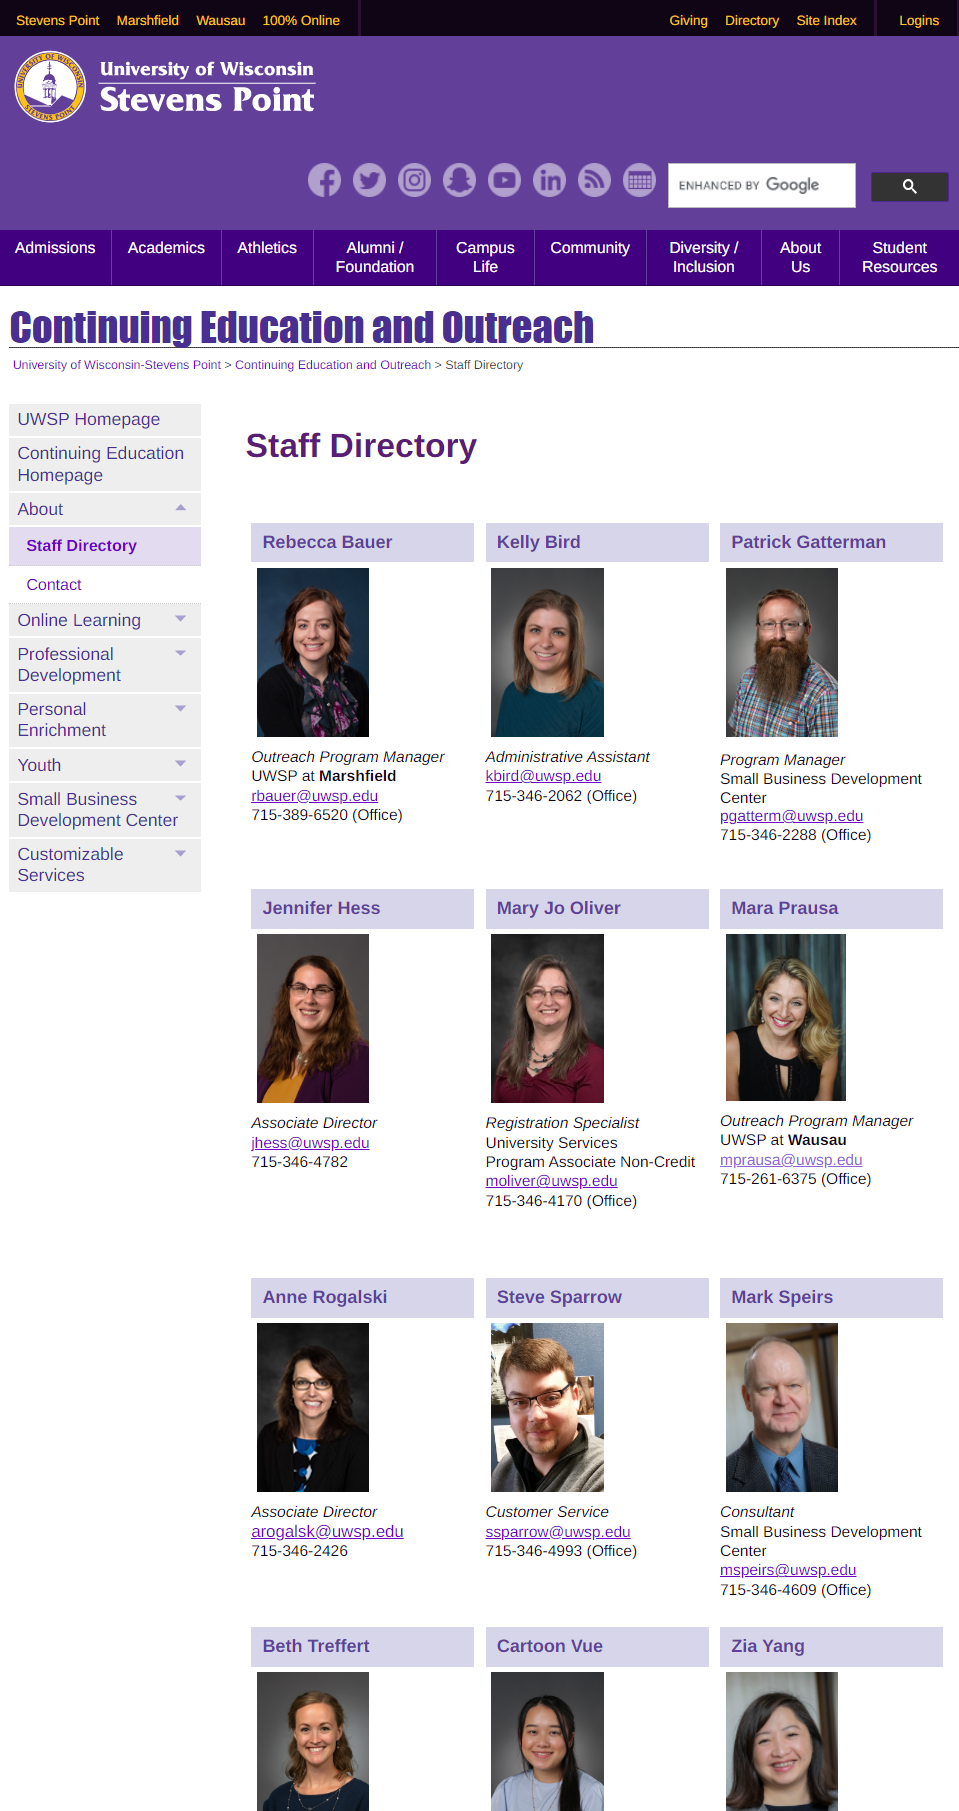 Stevens Point Marshfield Wausau 100% Online Giving Directory Site Index Logins
University of Wisconsin
Stevens Point
ENHANCED BY Google
Admissions Academics Athletics Alumni / Foundation Campus Life Community Diversity / Inclusion About Us Student Resources
Continuing Education and Outreach
University of Wisconsin-Stevens Point > Continuing Education and Outreach > Staff Directory
UWSP Homepage
Continuing Education
Homepage
About
Staff Directory
Contact
Online Learning
Professional
Development
Personal
Enrichment
Youth
Small Business
Development Center
Customizable
Services
Staff Directory
Rebecca Bauer
Outreach Program Manager
UWSP at Marshfield
rbauer@uwsp.edu
715-389-6520 (Office)
Kelly Bird
Administrative Assistant
kbird@uwsp.edu
715-346-2062 (Office)
Patrick Gatterman
Program Manager
Small Business Development
Center
pgatterm@uwsp.edu
715-346-2288 (Office)
Jennifer Hess
Associate Director
jhess@uwsp.edu
715-346-4782
Mary Jo Oliver
Registration Specialist
University Services
Program Associate Non-Credit
moliver@uwsp.edu
715-346-4170 (Office)
Mara Prausa
Outreach Program Manager
UWSP at Wausau
mprausa@uwsp.edu
715-261-6375 (Office)
Anne Rogalski
Associate Director
arogalsk@uwsp.edu
715-346-2426
Steve Sparrow
Customer Service
ssparrow@uwsp.edu
715-346-4993 (Office)
Mark Speirs
Consultant
Small Business Development
Center
mspeirs@uwsp.edu
715-346-4609 (Office)
Beth Treffert
Cartoon Vue
Zia Yang